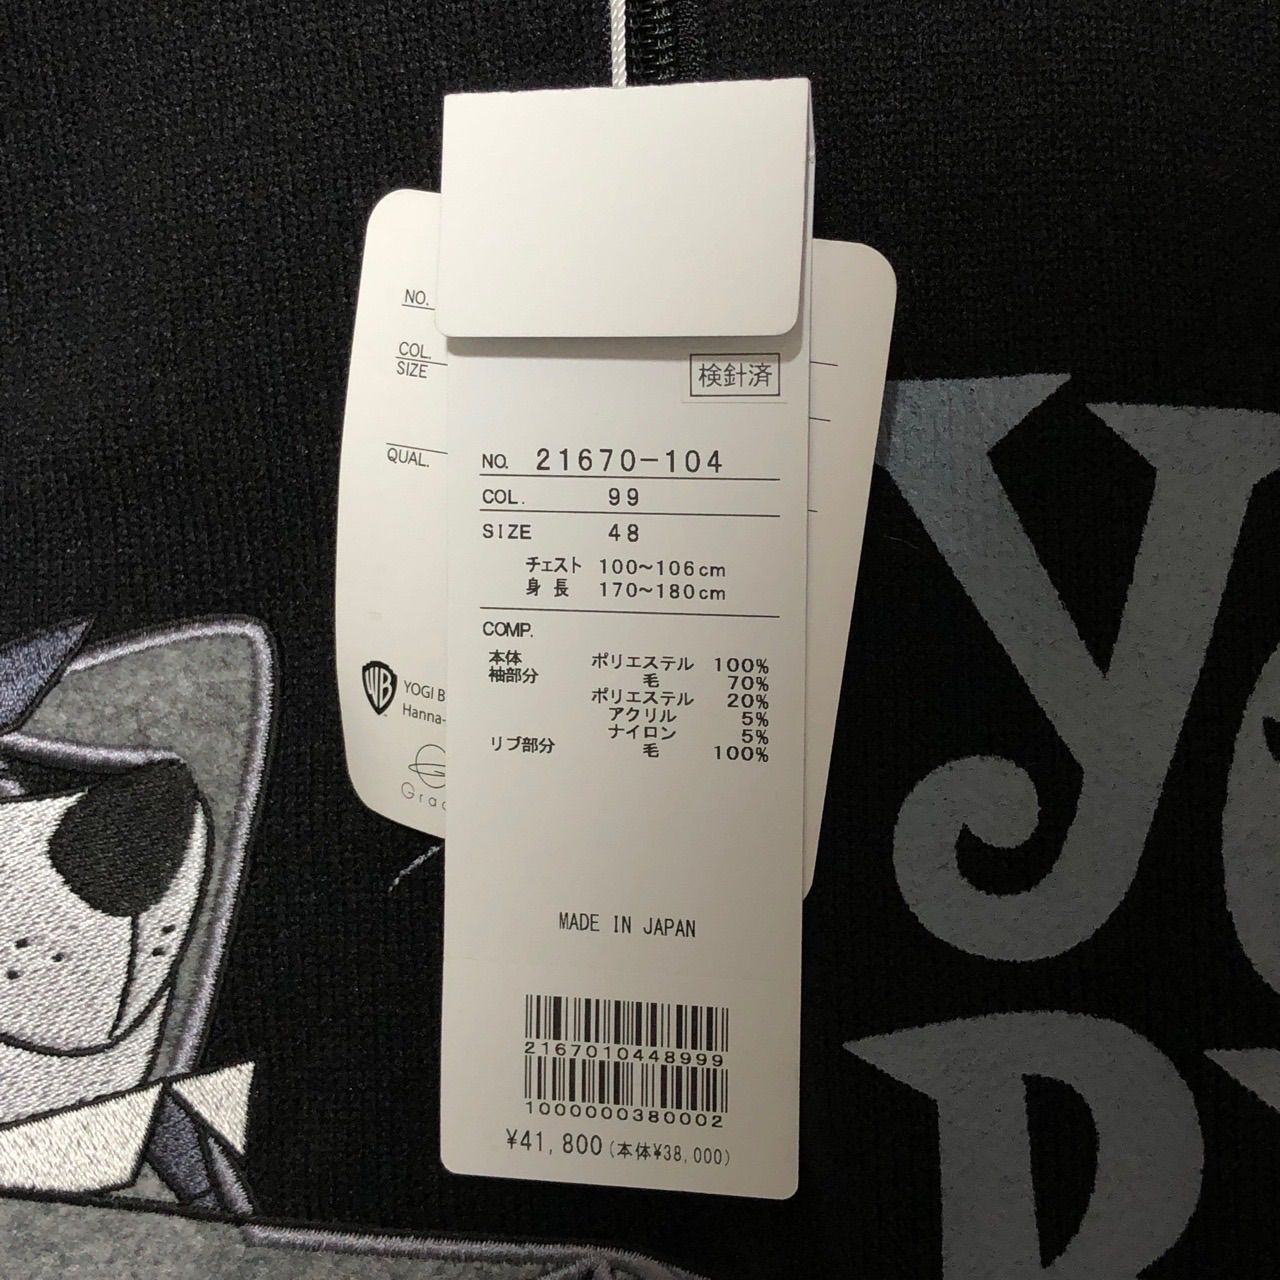 NO.
COL.
SIZE
QUAL.
YOGI B
Hanna-
検針済
NO. 21670-104
COL. 99
SIZE 48
チェスト 100~106cm
身長 170~180cm
COMP.
本体 ポリエステル 100%
袖部分 毛 70%
ポリエステル 20%
アクリル 5%
ナイロン 5%
リブ部分 毛 100%
MADE IN JAPAN
2167010448999
1000000380002
¥41,800(本体¥38,000)